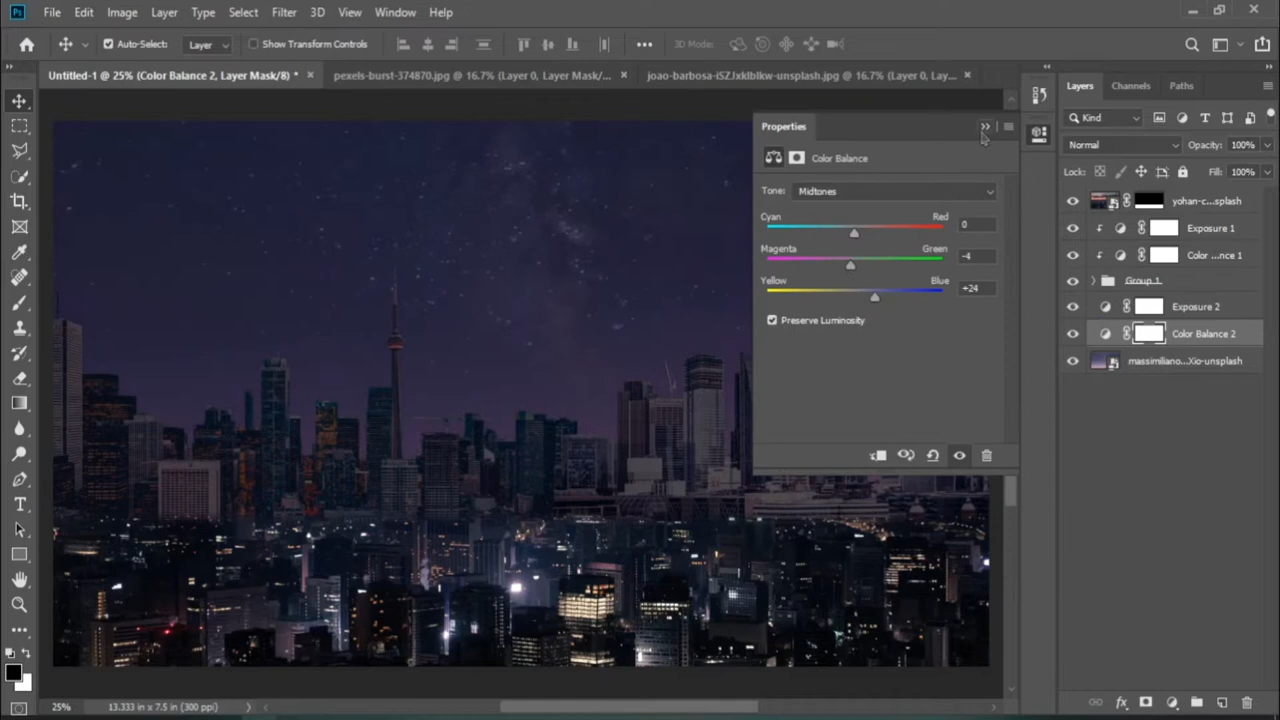 Ps File Edit Image Layer Type Select Filter 3D View Window Help
Auto-Select: Layer Show Transform Controls 3D Mode:
Untitled-1 @ 25% (Color Balance 2, Layer Mask/8) * pexels-burst-374870.jpg @ 16.7% (Layer 0, Layer Mask/... joao-barbosa-iSZJxklblkw-unsplash.jpg @ 16.7% (Layer 0, Lay...
Layers Channels Paths
Kind
Normal Opacity: 100%
Lock: Fill: 100%
yohan-c...splash
Exposure 1
Color ...nce 1
Group 1
Exposure 2
Color Balance 2
massimiliano...Xio-unsplash
Properties
Color Balance
Tone: Midtones
Cyan Red 0
Magenta Green -4
Yellow Blue +24
Preserve Luminosity
25% 13.333 in x 7.5 in (300 ppi)